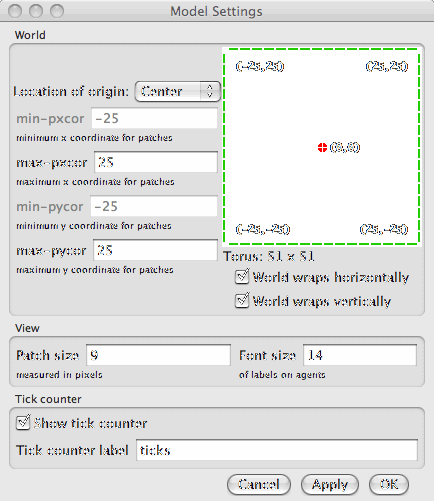 Model Settings
World
(-25,25) (25,25)
Location of origin: Center
min-pxcor -25
minimum x coordinate for patches
(0,0)
max-pxcor 25
maximum x coordinate for patches
min-pycor -25
minimum y coordinate for patches
(-25,-25) (25,-25)
max-pycor 25
maximum y coordinate for patches
Torus: 51 x 51
World wraps horizontally
World wraps vertically
View
Patch size 9 Font size 14
measured in pixels of labels on agents
Tick counter
Show tick counter
Tick counter label ticks
Cancel Apply OK